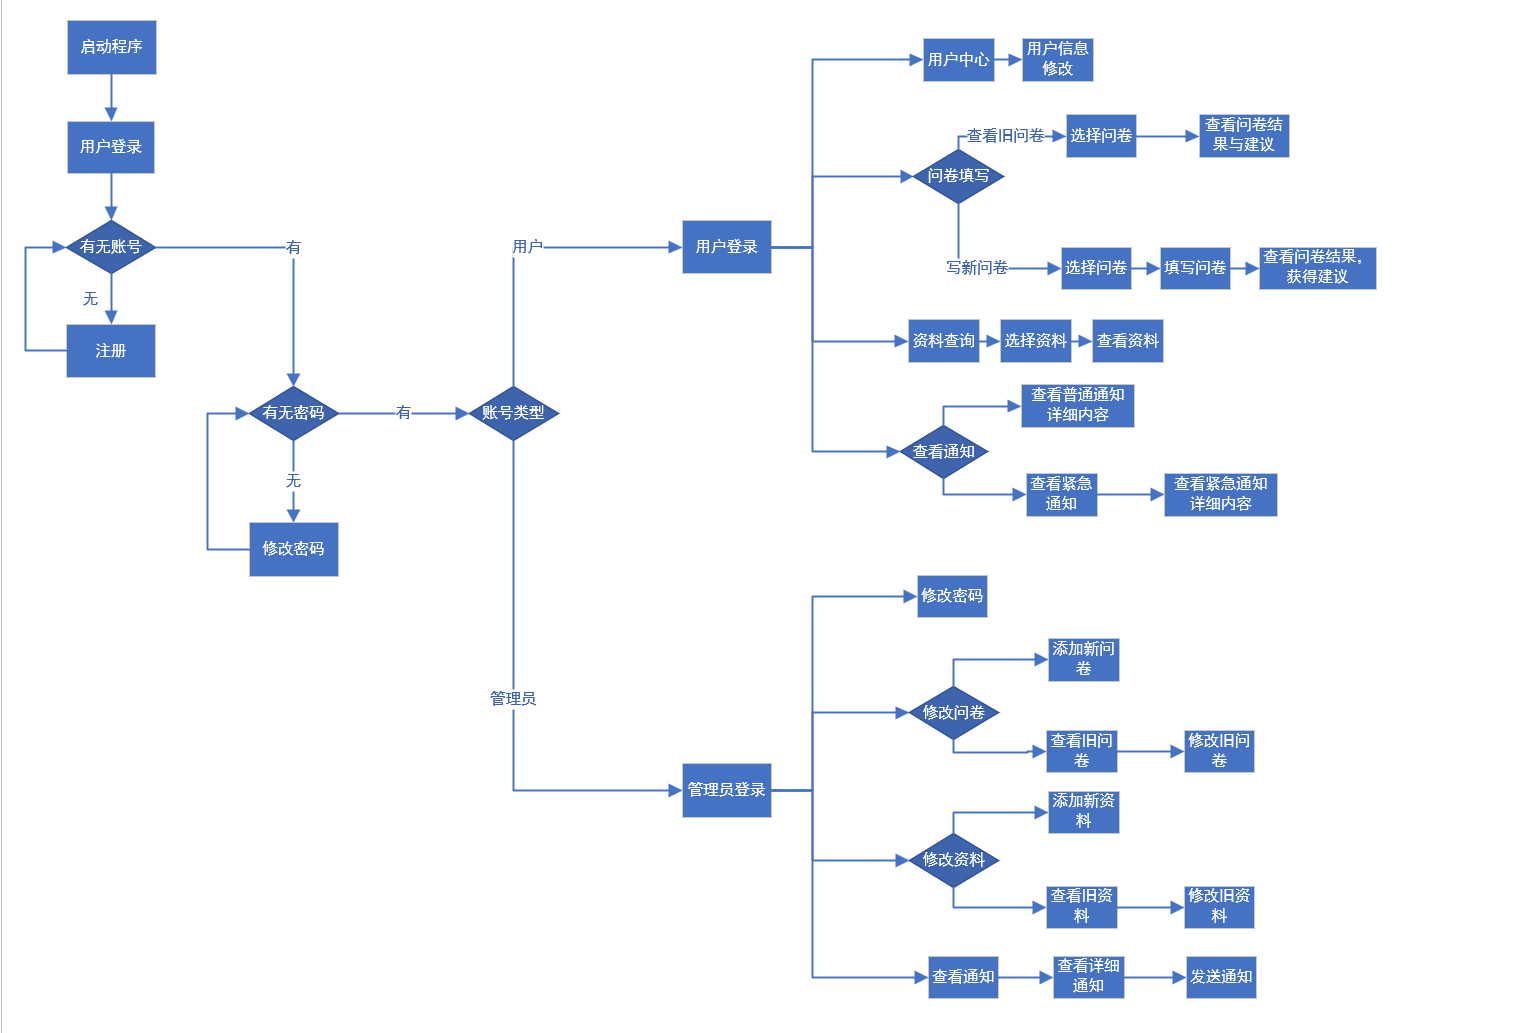 启动程序
用户登录
有无账号
有
无
注册
有无密码
有
无
修改密码
账号类型
用户
管理员
用户登录
用户中心
用户信息
修改
问卷填写
查看旧问卷
选择问卷
查看问卷结
果与建议
写新问卷
选择问卷
填写问卷
查看问卷结果，
获得建议
资料查询
选择资料
查看资料
查看通知
查看普通通知
详细内容
查看紧急
通知
查看紧急通知
详细内容
管理员登录
修改密码
修改问卷
添加新问
卷
查看旧问
卷
修改旧问
卷
修改资料
添加新资
料
查看旧资
料
修改旧资
料
查看通知
查看详细
通知
发送通知